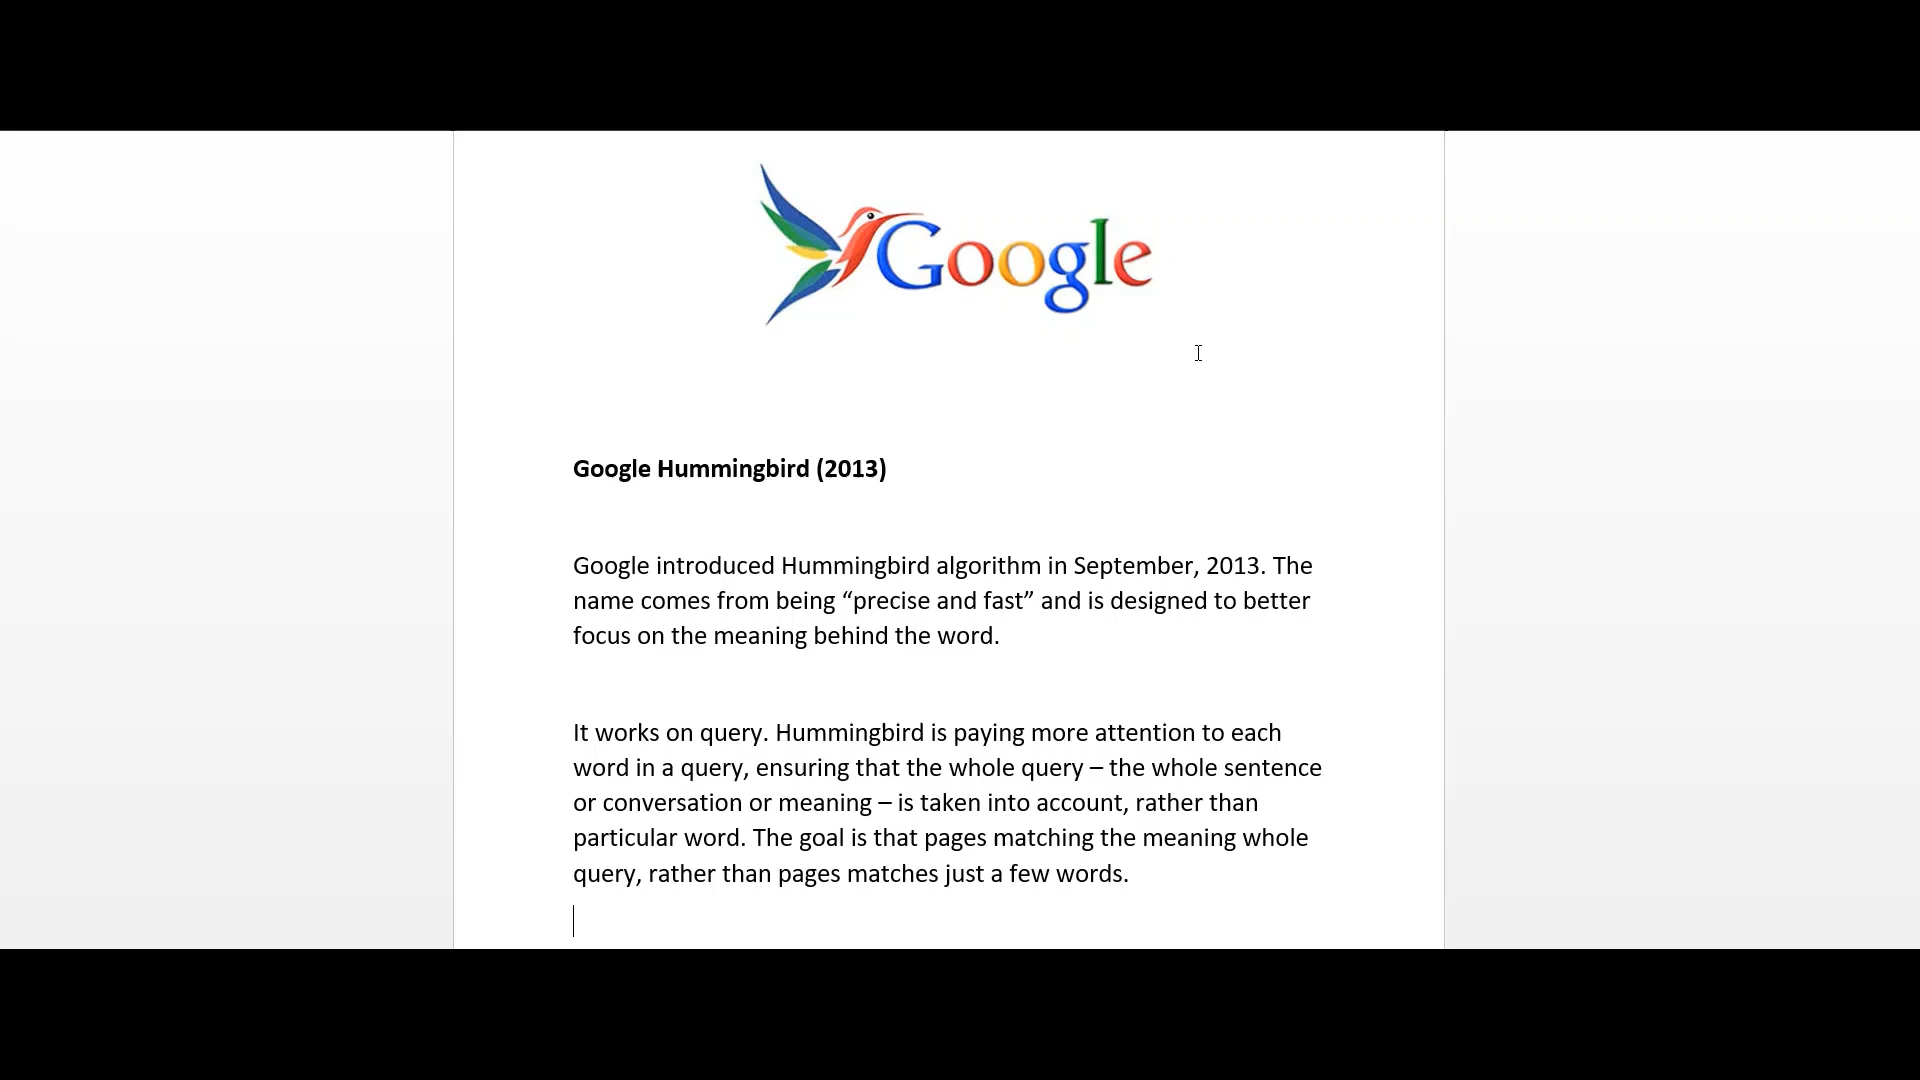 Google
Google Hummingbird (2013)
Google introduced Hummingbird algorithm in September, 2013. The
name comes from being “precise and fast” and is designed to better
focus on the meaning behind the word.
It works on query. Hummingbird is paying more attention to each
word in a query, ensuring that the whole query – the whole sentence
or conversation or meaning – is taken into account, rather than
particular word. The goal is that pages matching the meaning whole
query, rather than pages matches just a few words.